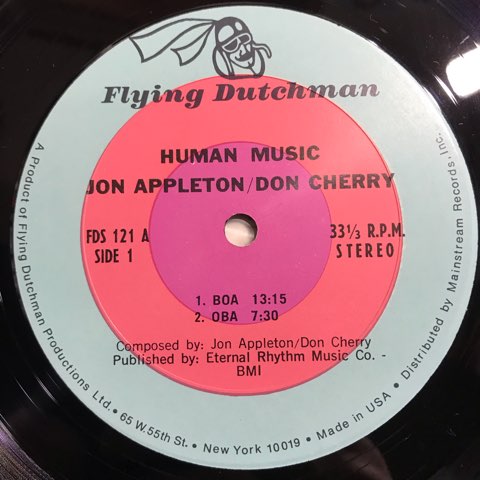 Flying Dutchman
HUMAN MUSIC
JON APPLETON/DON CHERRY
FDS 121 A
SIDE 1
33⅓ R.P.M.
STEREO
1. BOA 13:15
2. OBA 7:30
Composed by: Jon Appleton/Don Cherry
Published by: Eternal Rhythm Music Co. -
BMI
A Product of Flying Dutchman Productions Ltd. • 65 W. 55th St. • New York 10019 • Made in USA • Distributed by Mainstream Records, Inc.